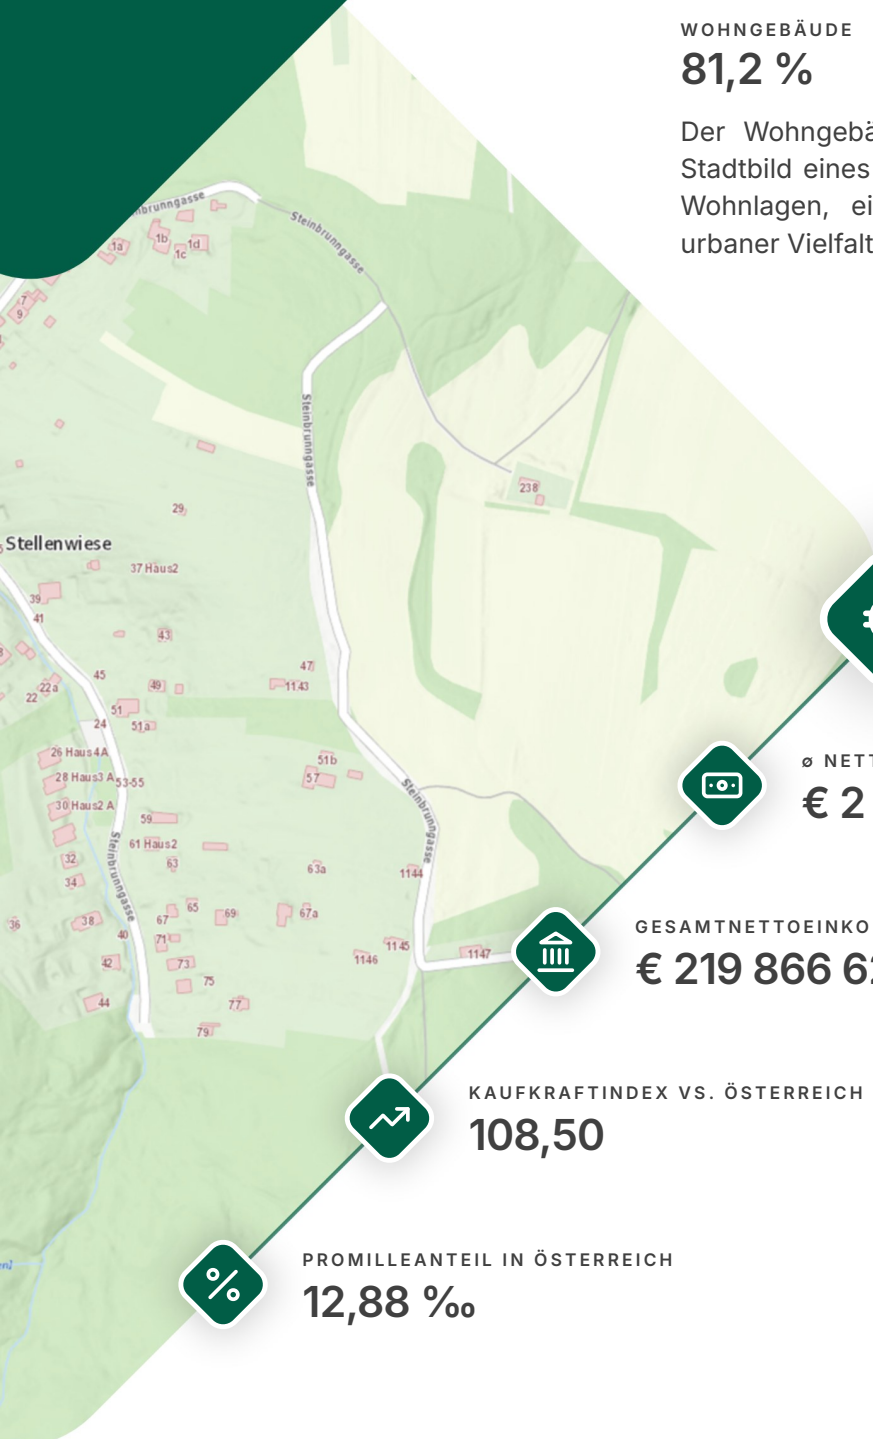 WOHNGEBÄUDE
81,2 %
Der Wohngebä
Stadtbild eines
Wohnlagen, ei
urbaner Vielfalt
nbrunngasse
Steinbrunngasse
1a
1b
1d
1c
7
9
Steinbrunngasse
238
29
Stellenwiese
37 Haus2
39
41
43
45
47
1143
49
22a
22
51
24
51a
26 Haus4A
28 Haus3 A
53-55
51b
57
30 Haus2 A
59
61 Haus2
Steinbrunngasse
Steinbrunngasse
32
63
63a
1144
34
36
38
67
65
69
67a
40
71
1145
1146
1147
42
73
75
44
77
79
ø NETT
€ 2
GESAMTNETTOEINKO
€ 219 866 62
KAUFKRAFTINDEX VS. ÖSTERREICH
108,50
PROMILLEANTEIL IN ÖSTERREICH
12,88 ‰